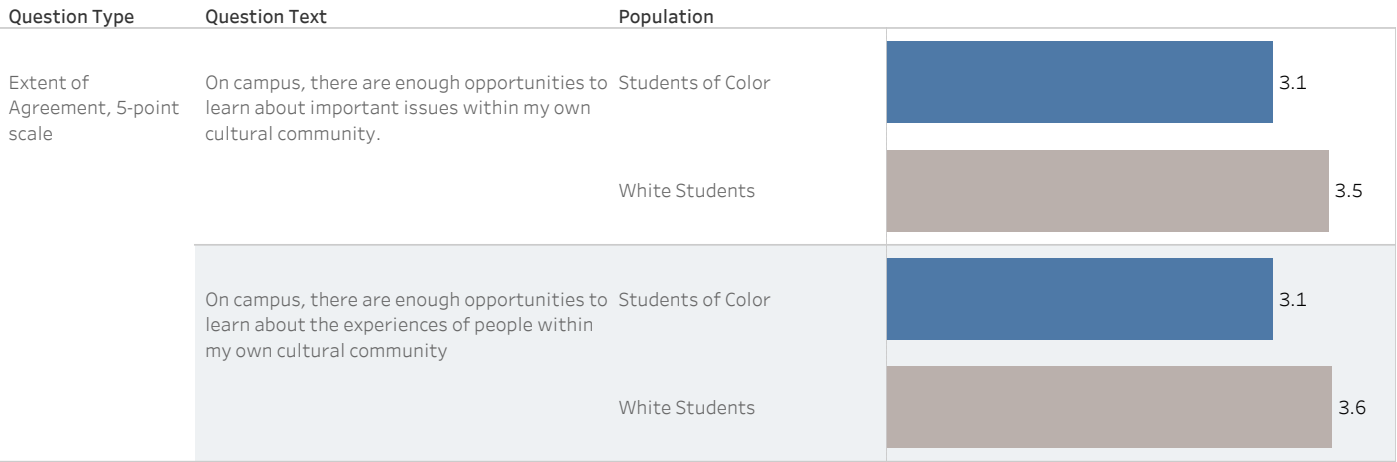 Question Type Question Text Population
Extent of
Agreement, 5-point
scale
On campus, there are enough opportunities to
learn about important issues within my own
cultural community.
Students of Color
3.1
White Students
3.5
On campus, there are enough opportunities to
learn about the experiences of people within
my own cultural community
Students of Color
3.1
White Students
3.6